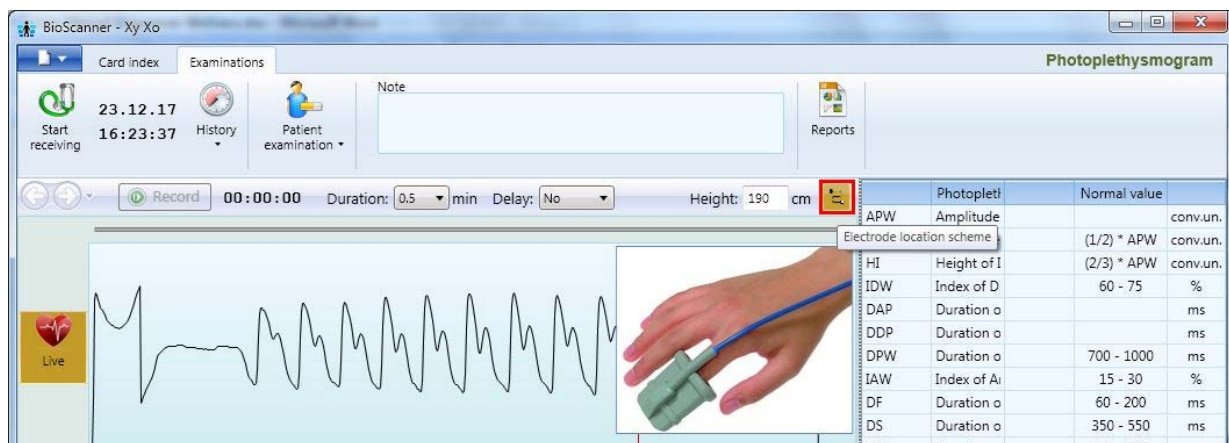 BioScanner - Xy Xo
Card index Examinations Photoplethysmogram
Start receiving
23.12.17
16:23:37
History
Patient examination
Note
Reports
Record 00:00:00 Duration: 0.5 min Delay: No Height: 190 cm
Electrode location scheme
Live
Normal value
APW Amplitude conv.un.
(1/2) * APW conv.un.
HI Height of (2/3) * APW conv.un.
IDW Index of D 60 - 75 %
DAP Duration o ms
DDP Duration o ms
DPW Duration o 700 - 1000 ms
IAW Index of 15 - 30 %
DF Duration o 60 - 200 ms
DS Duration o 350 - 550 ms